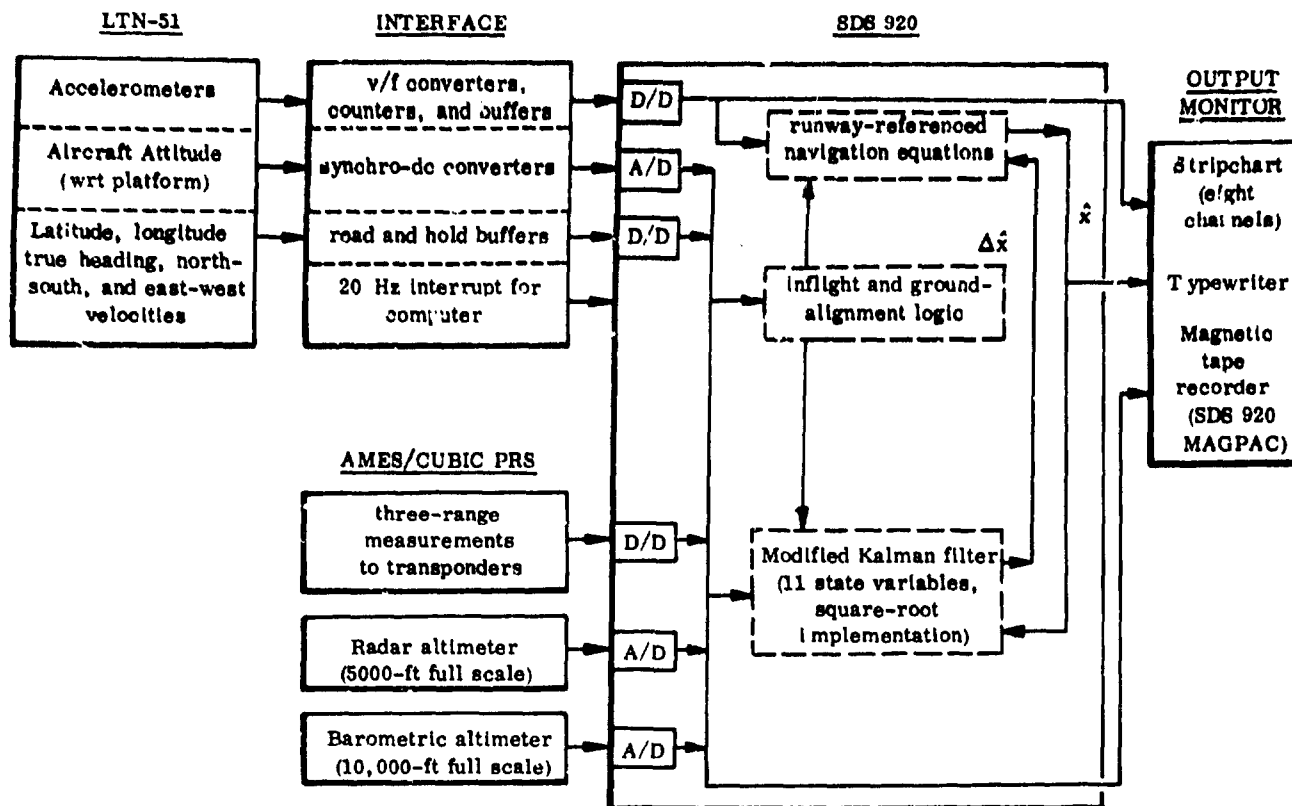 LTN-51
Accelerometers
Aircraft Attitude
(wrt platform)
Latitude, longitude
true heading, north-
south, and east-west
velocities
INTERFACE
v/f converters,
counters, and buffers
synchro-dc converters
read and hold buffers
20 Hz interrupt for
computer
AMES/CUBIC PRS
three-range
measurements
to transponders
Radar altimeter
(5000-ft full scale)
Barometric altimeter
(10,000-ft full scale)
SDS 920
D/D
A/D
D/D
D/D
A/D
A/D
runway-referenced
navigation equations
Δx̂
x̂
inflight and ground-
alignment logic
Modified Kalman filter
(11 state variables,
square-root
implementation)
OUTPUT
MONITOR
Stripchart
(eight
channels)
Typewriter
Magnetic
tape
recorder
(SDS 920
MAGPAC)